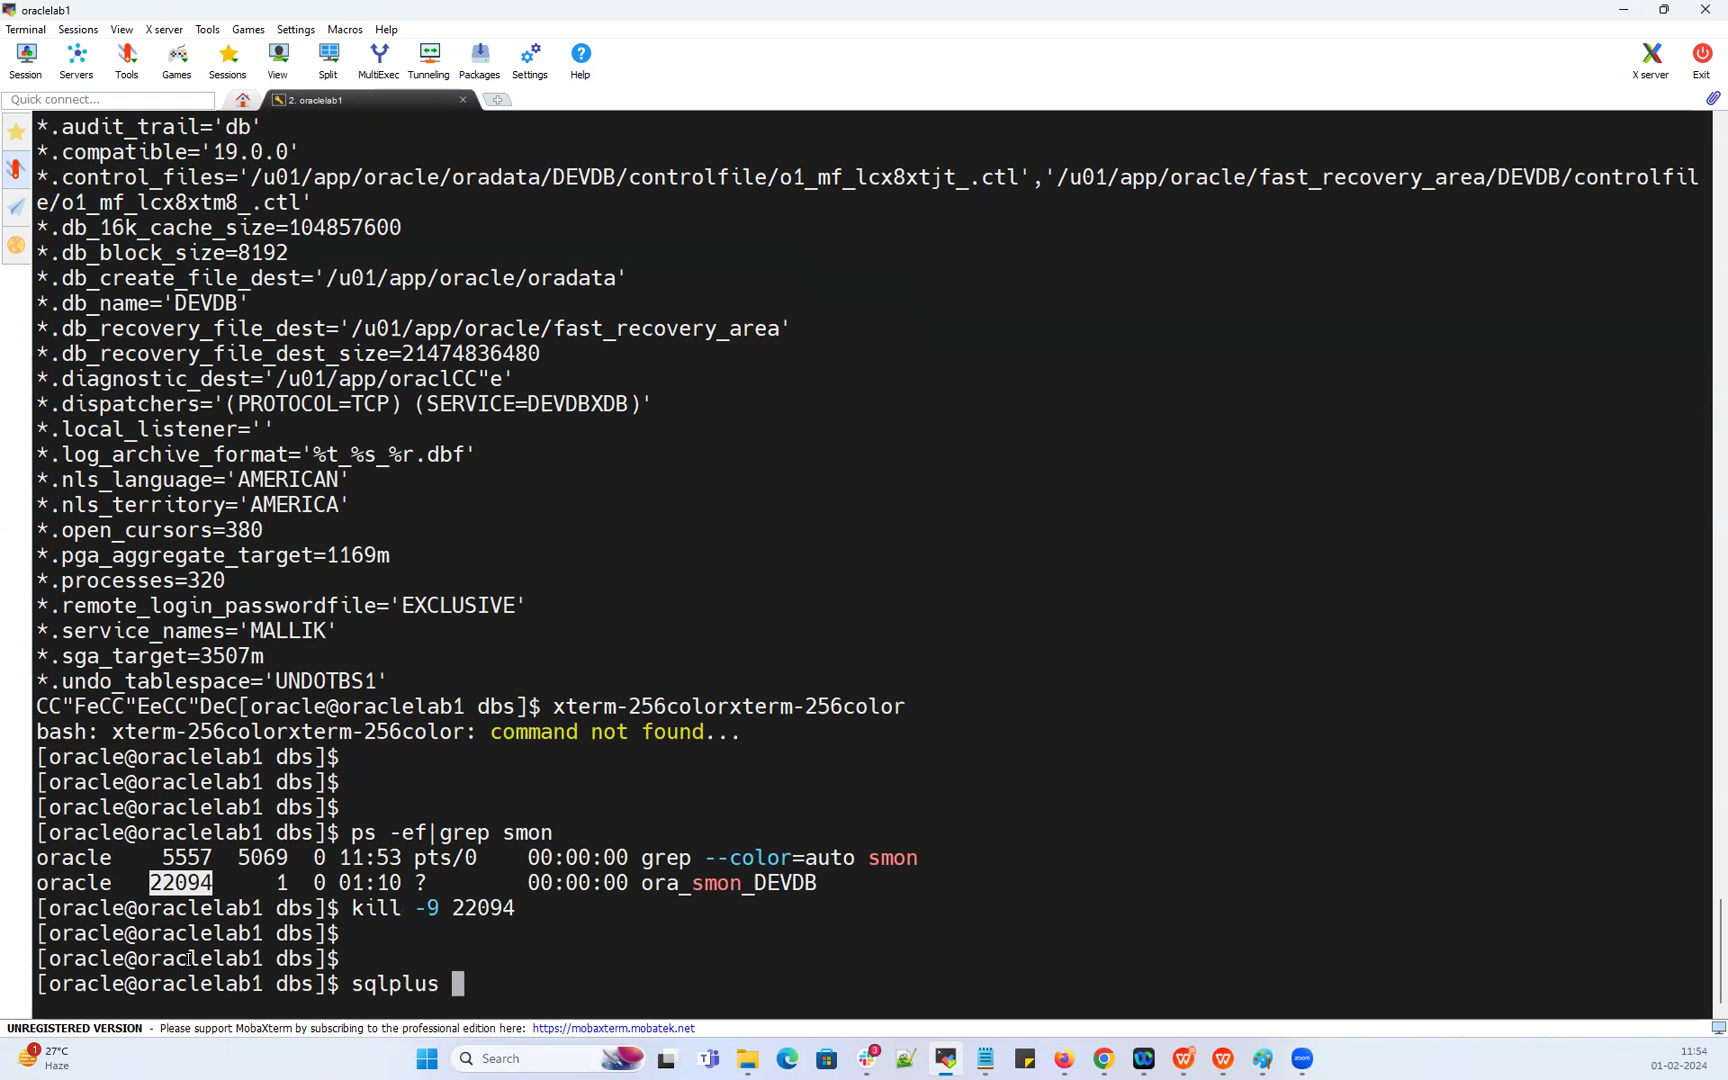 oraclelab1
Terminal Sessions View X server Tools Games Settings Macros Help
Session Servers Tools Games Sessions View Split MultiExec Tunneling Packages Settings Help X server Exit
Quick connect... 2. oraclelab1
*.audit_trail='db'
*.compatible='19.0.0'
*.control_files='/u01/app/oracle/oradata/DEVDB/controlfile/o1_mf_lcx8xtjt_.ctl','/u01/app/oracle/fast_recovery_area/DEVDB/controlfil
e/o1_mf_lcx8xtm8_.ctl'
*.db_16k_cache_size=104857600
*.db_block_size=8192
*.db_create_file_dest='/u01/app/oracle/oradata'
*.db_name='DEVDB'
*.db_recovery_file_dest='/u01/app/oracle/fast_recovery_area'
*.db_recovery_file_dest_size=21474836480
*.diagnostic_dest='/u01/app/oraclCC"e'
*.dispatchers='(PROTOCOL=TCP) (SERVICE=DEVDBXDB)'
*.local_listener=''
*.log_archive_format='%t_%s_%r.dbf'
*.nls_language='AMERICAN'
*.nls_territory='AMERICA'
*.open_cursors=380
*.pga_aggregate_target=1169m
*.processes=320
*.remote_login_passwordfile='EXCLUSIVE'
*.service_names='MALLIK'
*.sga_target=3507m
*.undo_tablespace='UNDOTBS1'
CC"FeCC"EeCC"DeC[oracle@oraclelab1 dbs]$ xterm-256colorxterm-256color
bash: xterm-256colorxterm-256color: command not found...
[oracle@oraclelab1 dbs]$
[oracle@oraclelab1 dbs]$
[oracle@oraclelab1 dbs]$
[oracle@oraclelab1 dbs]$ ps -ef|grep smon
oracle 5557 5069 0 11:53 pts/0 00:00:00 grep --color=auto smon
oracle 22094 1 0 01:10 ? 00:00:00 ora_smon_DEVDB
[oracle@oraclelab1 dbs]$ kill -9 22094
[oracle@oraclelab1 dbs]$
[oracle@oraclelab1 dbs]$
[oracle@oraclelab1 dbs]$ sqlplus
UNREGISTERED VERSION - Please support MobaXterm by subscribing to the professional edition here: https://mobaxterm.mobatek.net
1 27°C
Haze
Search
3
zoom
11:54
01-02-2024